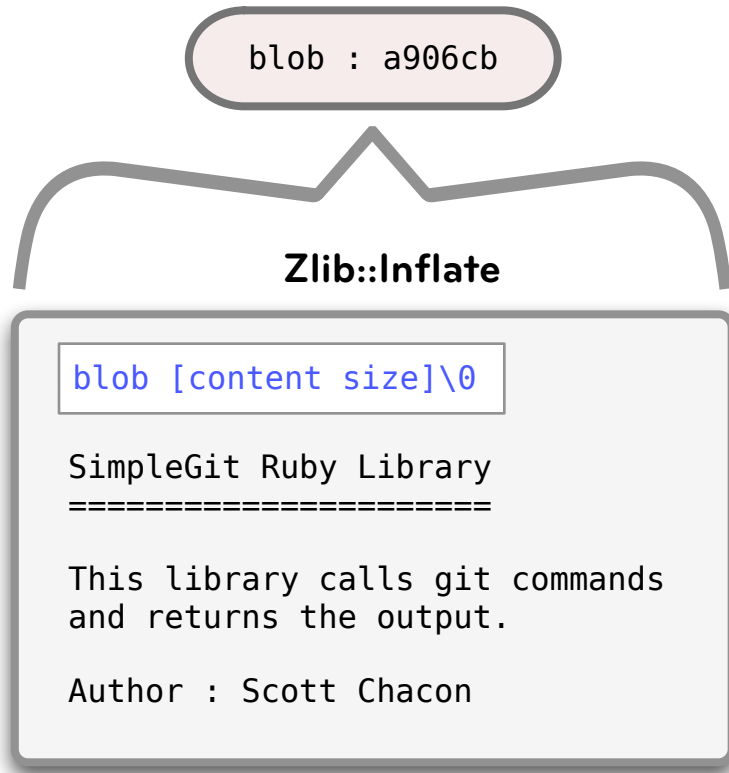 blob : a906cb
Zlib::Inflate
blob [content size]\0
SimpleGit Ruby Library
======================
This library calls git commands
and returns the output.
Author : Scott Chacon